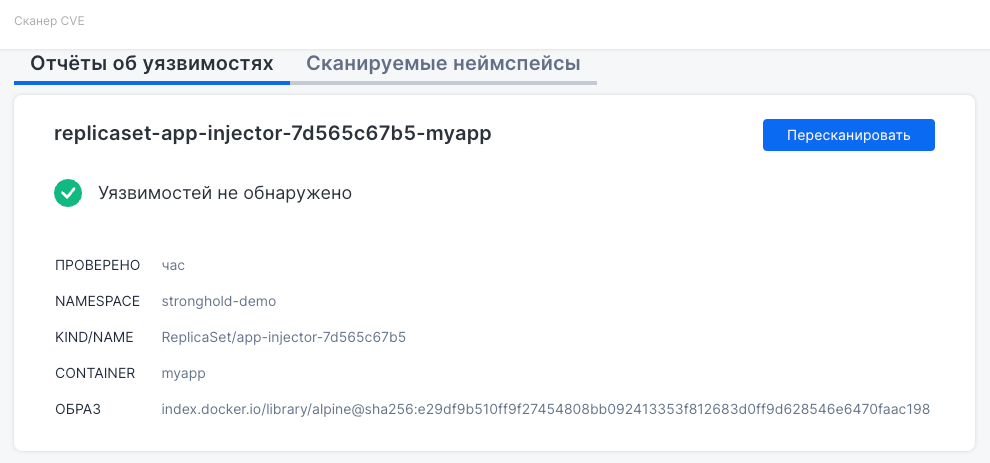 Сканер CVE
Отчёты об уязвимостях Сканируемые неймспейсы
replicaset-app-injector-7d565c67b5-myapp Пересканировать
Уязвимостей не обнаружено
ПРОВЕРЕНО час
NAMESPACE stronghold-demo
KIND/NAME ReplicaSet/app-injector-7d565c67b5
CONTAINER myapp
ОБРАЗ index.docker.io/library/alpine@sha256:e29df9b510ff9f27454808bb092413353f812683d0ff9d628546e6470faac198